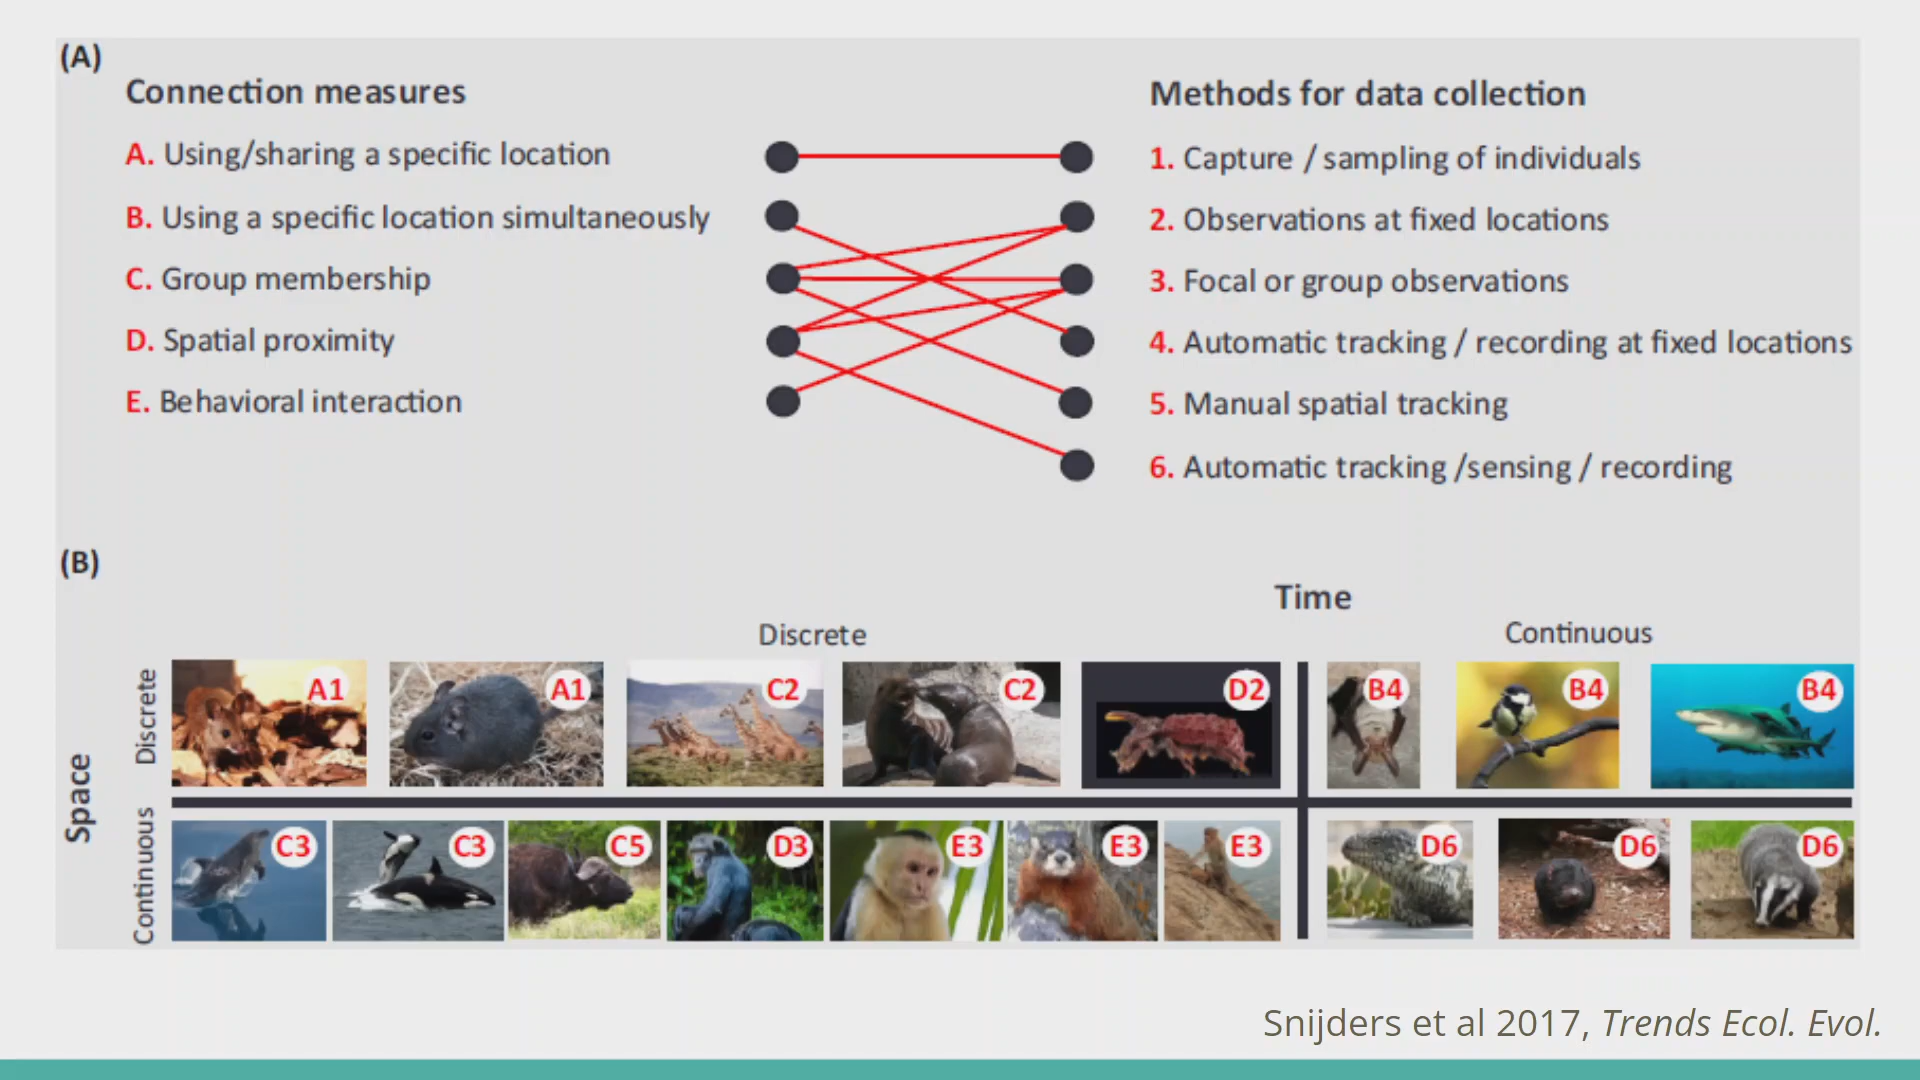 (A)
Connection measures
A. Using/sharing a specific location
B. Using a specific location simultaneously
C. Group membership
D. Spatial proximity
E. Behavioral interaction
Methods for data collection
1. Capture / sampling of individuals
2. Observations at fixed locations
3. Focal or group observations
4. Automatic tracking / recording at fixed locations
5. Manual spatial tracking
6. Automatic tracking /sensing / recording
(B)
Time
Discrete
Continuous
Space
Discrete
A1
A1
C2
C2
D2
B4
B4
B4
Continuous
C3
C3
C5
D3
E3
E3
E3
D6
D6
D6
Snijders et al 2017, Trends Ecol. Evol.